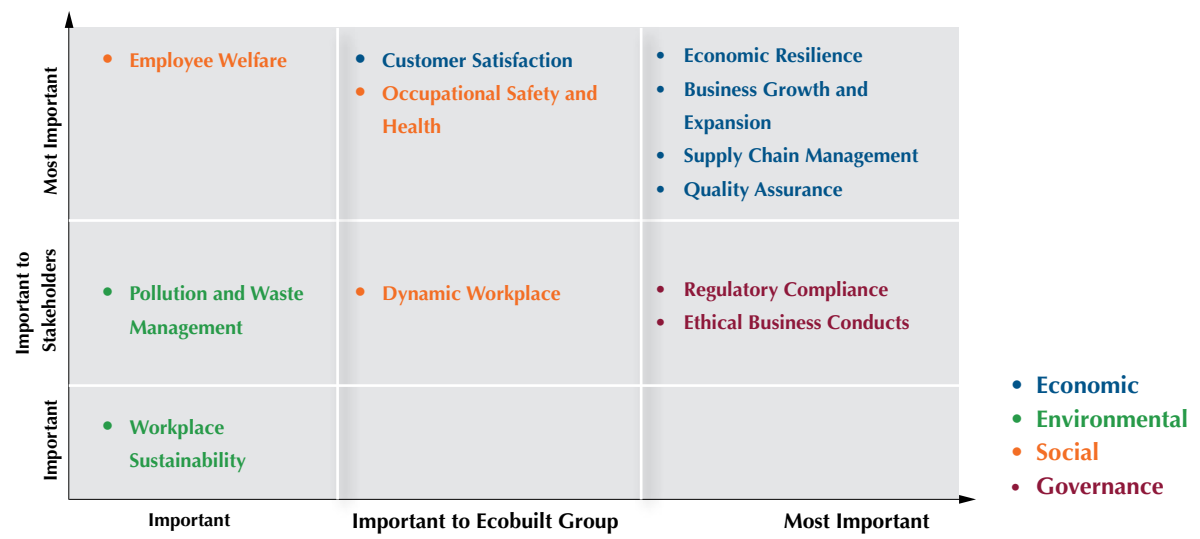 Most Important
• Employee Welfare
• Customer Satisfaction
• Occupational Safety and
Health
• Economic Resilience
• Business Growth and
Expansion
• Supply Chain Management
• Quality Assurance
Important to
Stakeholders
• Pollution and Waste
Management
• Dynamic Workplace
• Regulatory Compliance
• Ethical Business Conducts
Important
• Workplace
Sustainability
Important
Important to Ecobuilt Group
Most Important
• Economic
• Environmental
• Social
• Governance